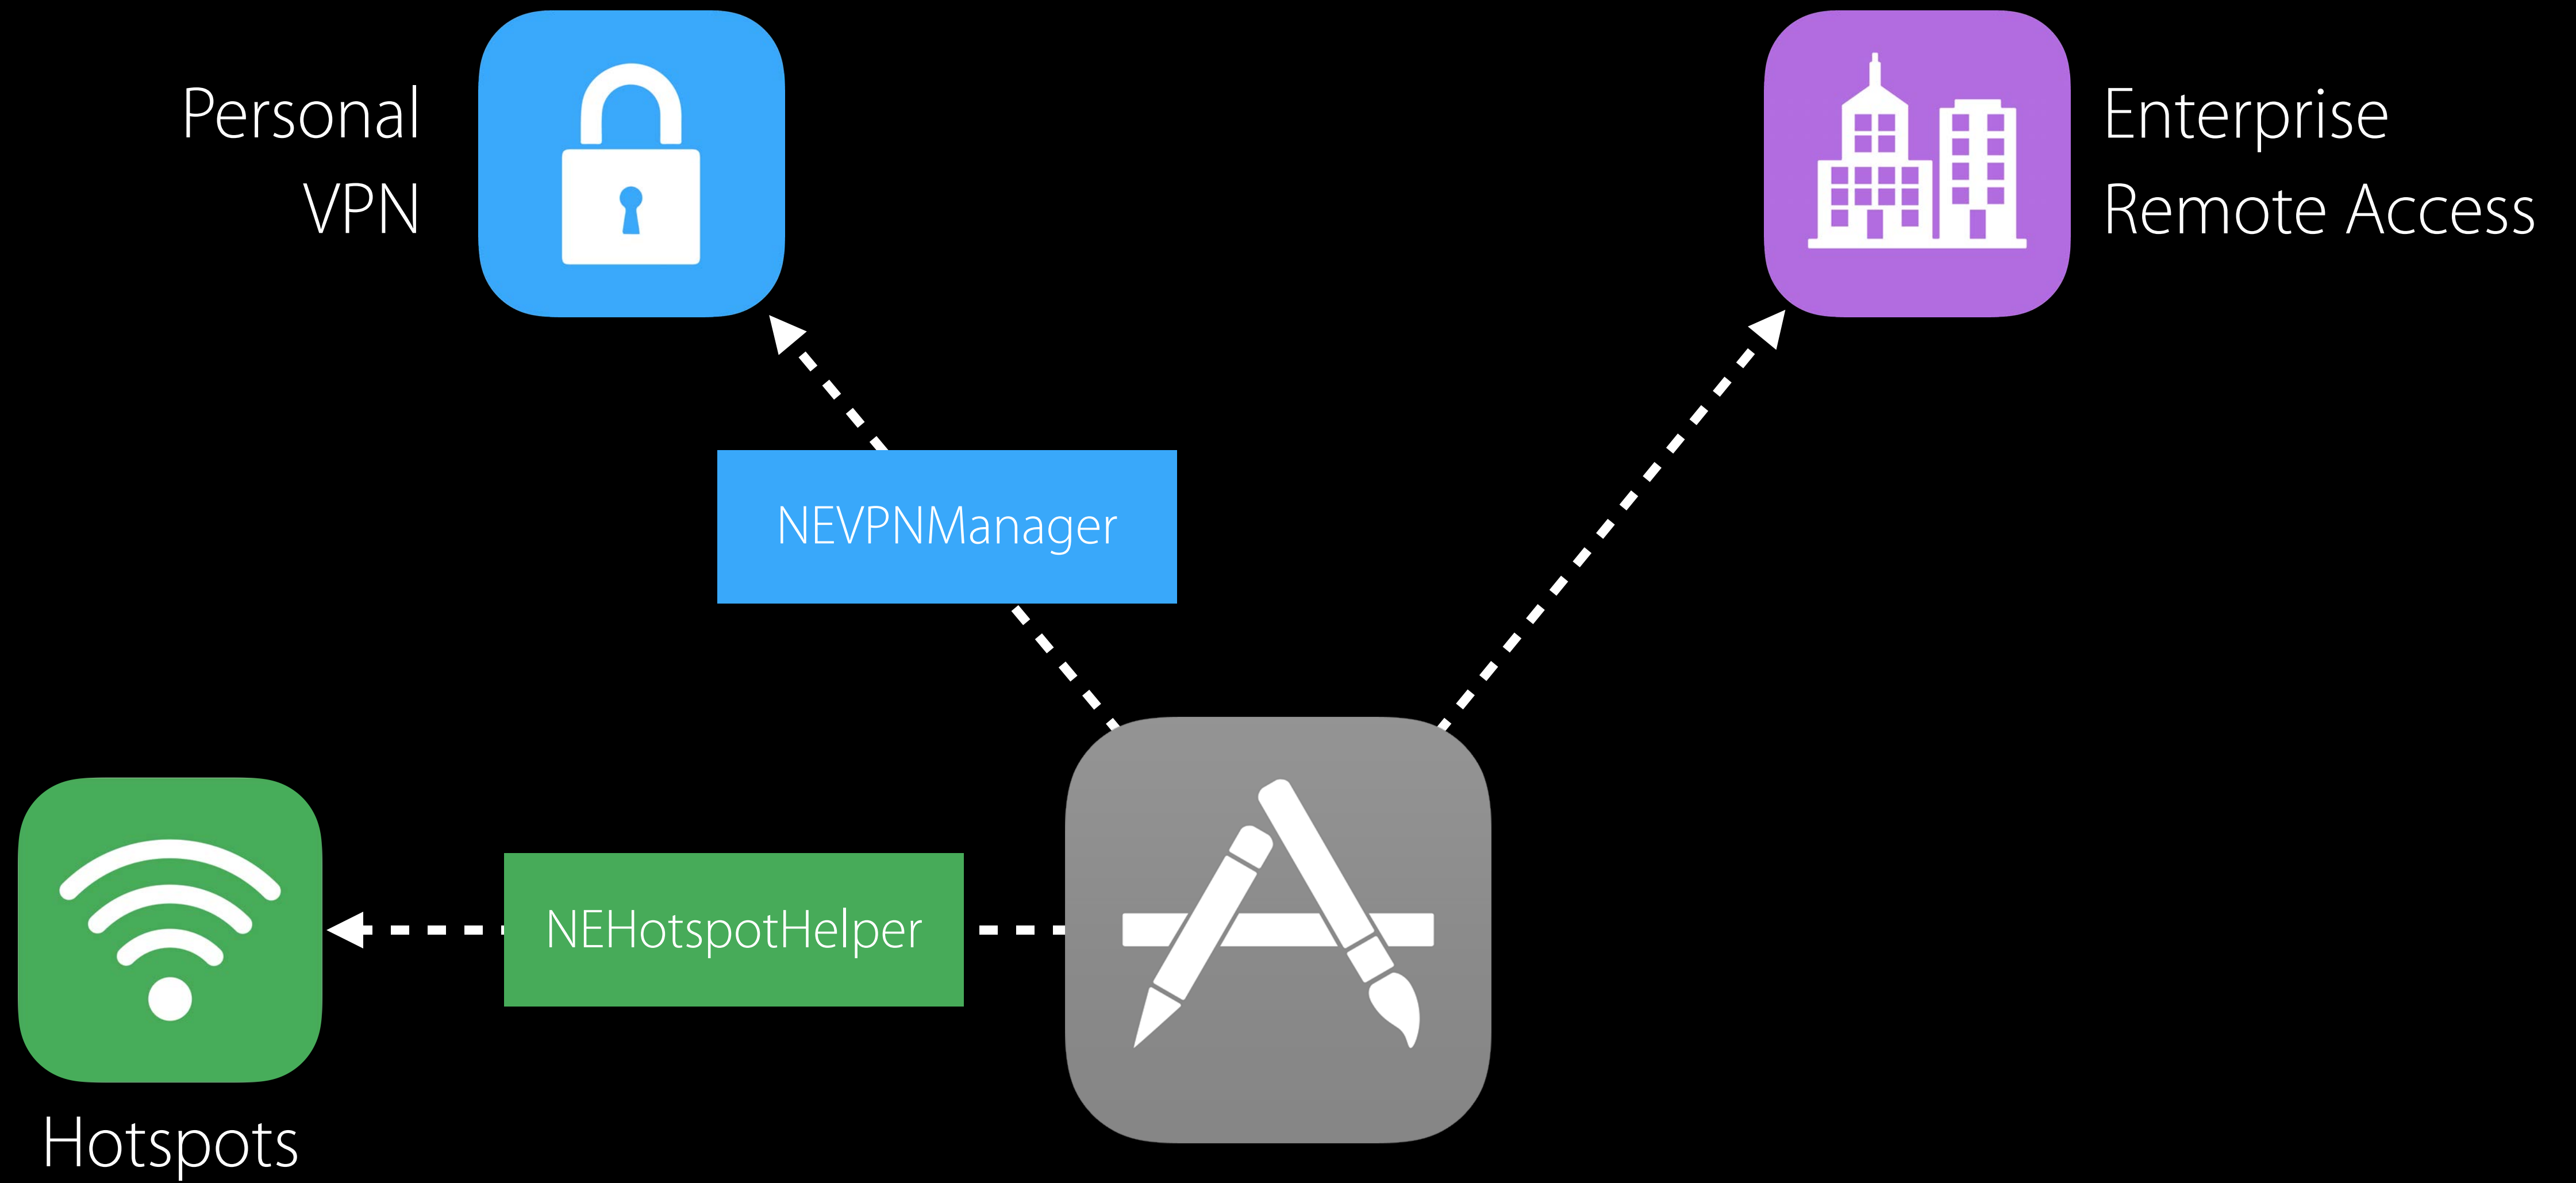 Personal
VPN
Enterprise
Remote Access
NEVPNManager
NEHotspotHelper
Hotspots